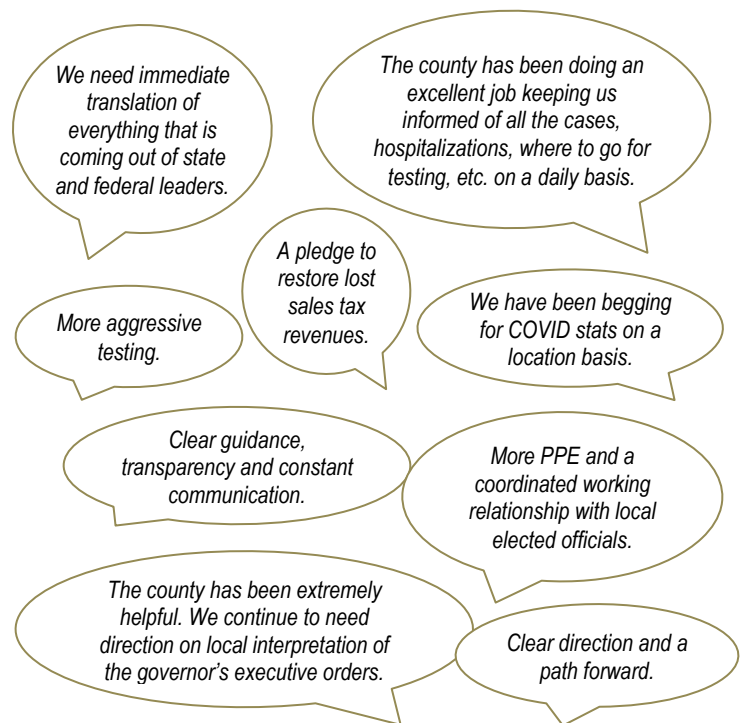 We need immediate
translation of
everything that is
coming out of state
and federal leaders.
The county has been doing an
excellent job keeping us
informed of all the cases,
hospitalizations, where to go for
testing, etc. on a daily basis.
A pledge to
restore lost
sales tax
revenues.
More aggressive
testing.
We have been begging
for COVID stats on a
location basis.
Clear guidance,
transparency and constant
communication.
More PPE and a
coordinated working
relationship with local
elected officials.
The county has been extremely
helpful. We continue to need
direction on local interpretation of
the governor’s executive orders.
Clear direction and a
path forward.